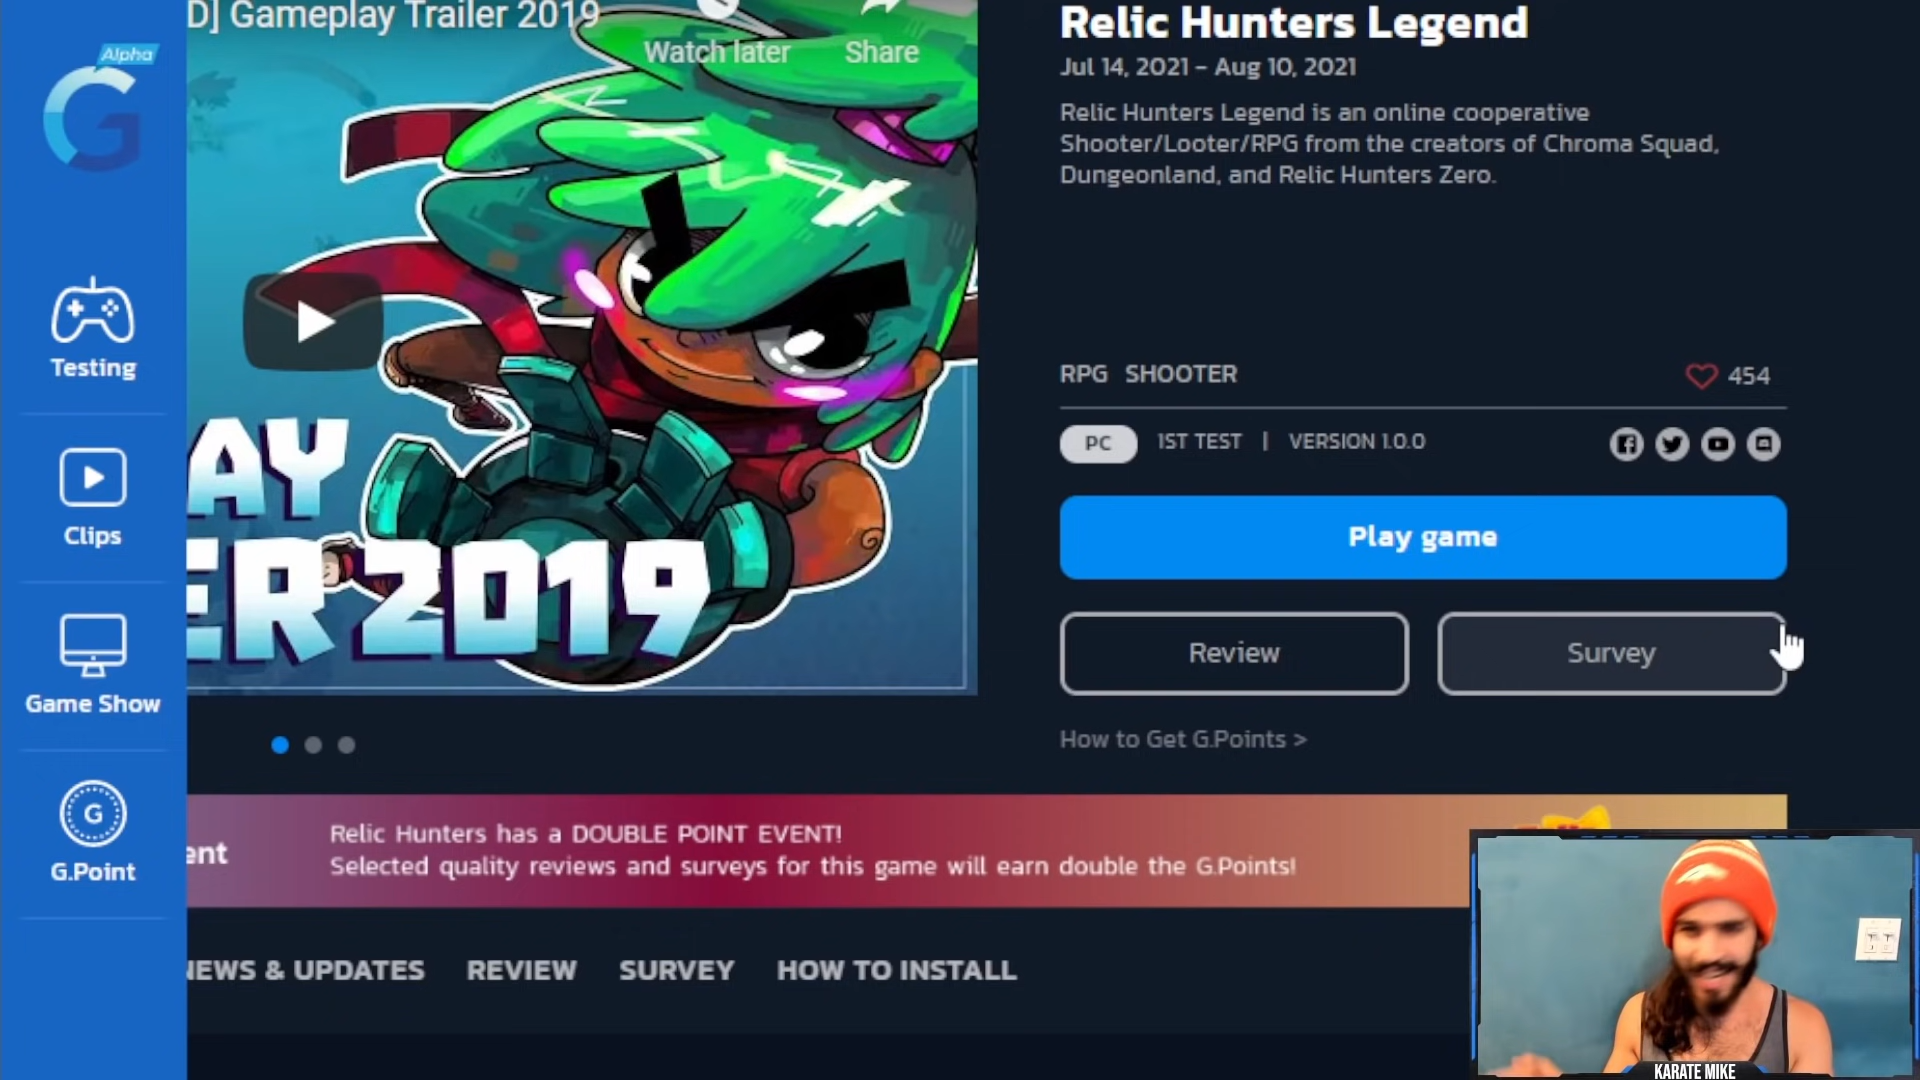 D] Gameplay Trailer 2019
Watch later
Share
Alpha
G
Testing
Clips
Game Show
G
G.Point
AY
ER 2019
Relic Hunters Legend
Jul 14, 2021 – Aug 10, 2021
Relic Hunters Legend is an online cooperative
Shooter/Looter/RPG from the creators of Chroma Squad,
Dungeonland, and Relic Hunters Zero.
RPG SHOOTER
454
PC 1ST TEST | VERSION 1.0.0
Play game
Review
Survey
How to Get G.Points >
ent
Relic Hunters has a DOUBLE POINT EVENT!
Selected quality reviews and surveys for this game will earn double the G.Points!
NEWS & UPDATES REVIEW SURVEY HOW TO INSTALL
KARATE MIKE